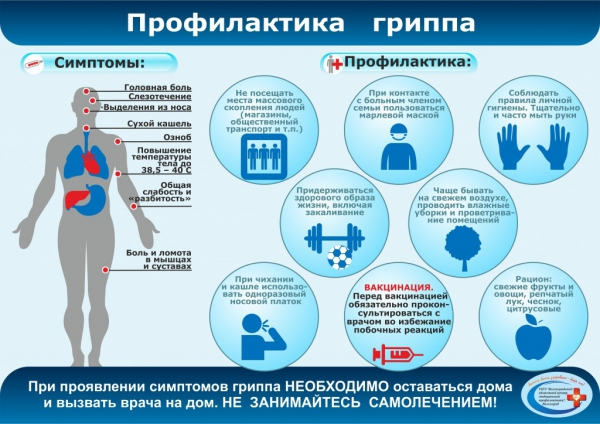 Профилактика гриппа
Симптомы:
Головная боль
Слезотечение
Выделения из носа
Сухой кашель
Озноб
Повышение
температуры
тела до
38,5 – 40 С
Общая
слабость и
«разбитость»
Боль и ломота
в мышцах
и суставах
Профилактика:
Не посещать
места массового
скопления людей
(магазины,
общественный
транспорт и т.п.)
При контакте
с больным членом
семьи пользоваться
марлевой маской
Соблюдать
правила личной
гигиены. Тщательно
и часто мыть руки
Придерживаться
здорового образа
жизни, включая
закаливание
Чаще бывать
на свежем воздухе,
проводить влажные
уборки и проветрива-
ние помещений
При чихании
и кашле использо-
вать одноразовый
носовой платок
ВАКЦИНАЦИЯ.
Перед вакцинацией
обязательно прокон-
сультироваться с
врачом во избежание
побочных реакций
Рацион:
свежие фрукты и
овощи, репчатый
лук, чеснок,
цитрусовые
При проявлении симптомов гриппа НЕОБХОДИМО оставаться дома
и вызвать врача на дом. НЕ ЗАНИМАЙТЕСЬ САМОЛЕЧЕНИЕМ!